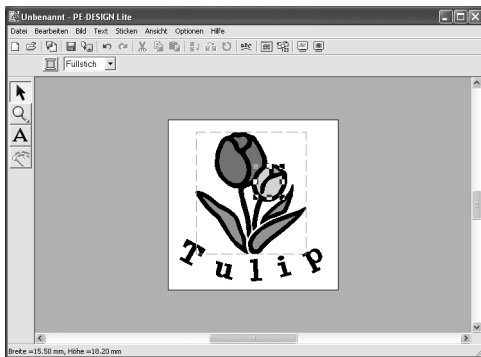 Unbenannt - PE-DESIGN Lite
Datei Bearbeiten Bild Text Sticken Ansicht Optionen Hilfe
abc
Füllstich
A
Tulip
Breite =15.50 mm, Höhe =18.20 mm